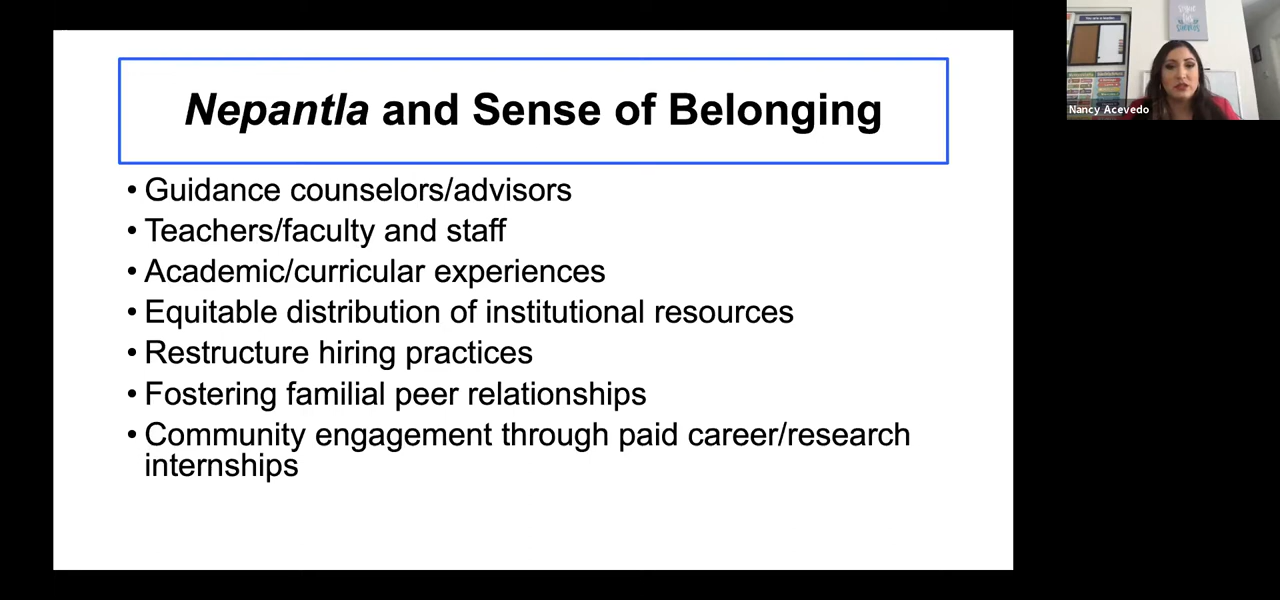 Nepantla and Sense of Belonging
• Guidance counselors/advisors
• Teachers/faculty and staff
• Academic/curricular experiences
• Equitable distribution of institutional resources
• Restructure hiring practices
• Fostering familial peer relationships
• Community engagement through paid career/research
internships
Nancy Acevedo